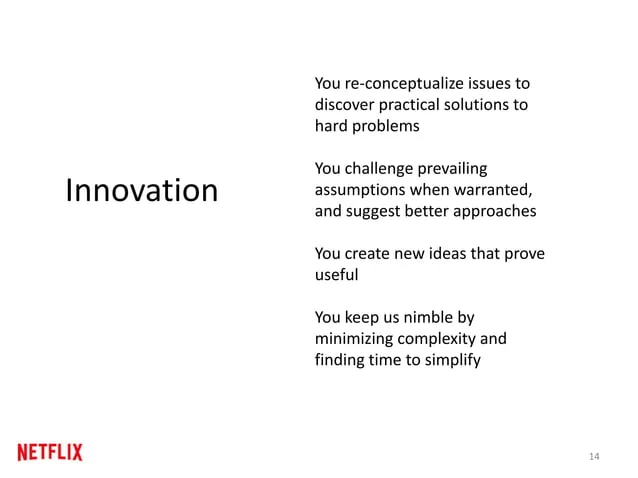 Innovation
You re-conceptualize issues to
discover practical solutions to
hard problems
You challenge prevailing
assumptions when warranted,
and suggest better approaches
You create new ideas that prove
useful
You keep us nimble by
minimizing complexity and
finding time to simplify
NETFLIX
14